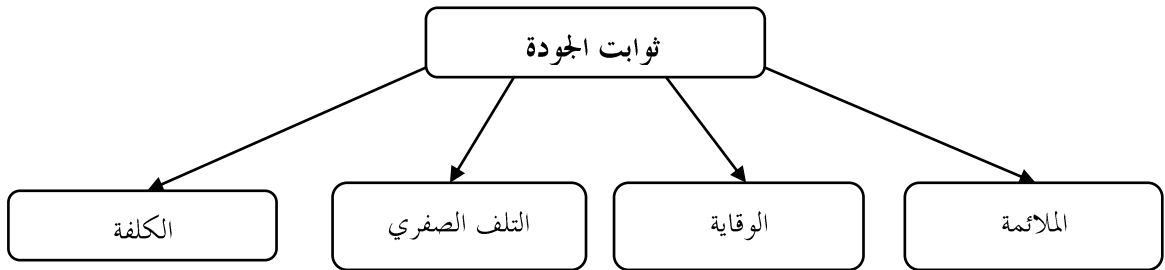 ثوابت الجودة
الملائمة
الوقاية
التلف الصفري
الكلفة